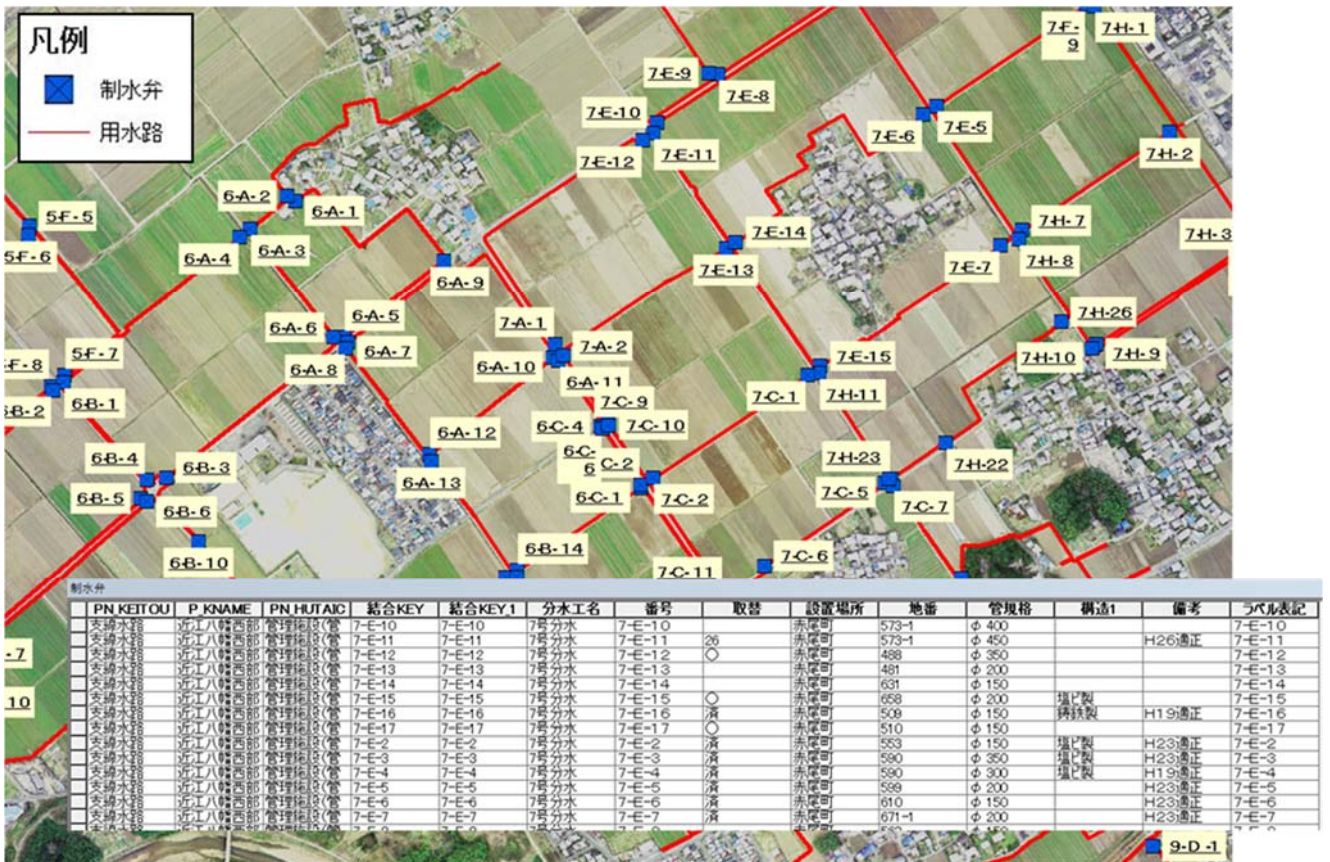 凡例
制水弁
用水路
7-F-9
7-H-1
7-E-9
7-E-8
7-E-10
7-E-6
7-E-5
7-E-12
7-E-11
7-H-2
6-A-2
6-A-1
5-F-5
5-F-6
6-A-4
6-A-3
7-E-14
7-H-7
7-H-3
7-E-13
7-E-7
7-H-8
6-A-9
6-A-6
6-A-5
7-A-1
7-H-26
6-A-7
7-A-2
7-H-10
7-H-9
6-A-8
6-A-10
5-F-7
7-E-15
6-A-11
7-C-1
7-H-11
6-B-1
7-C-9
6-C-4
7-C-10
6-A-12
6-B-4
6-B-3
6-C-6
C-2
7-H-23
7-H-22
6-A-13
6-B-5
6-B-6
6-C-1
7-C-2
7-C-5
7-C-7
6-B-10
6-B-14
7-C-11
7-C-6
制水弁
PN_KEITOU P_KNAME PN_HUTAIC 結合KEY 結合KEY_1 分水工名 番号 取替 設置場所 地番 管規格 構造1 備考 ラベル表記
支線水路 近江八幡西部 管理施設(管 7-E-10 7-E-10 7号分水 7-E-10 赤尾町 573-1 φ 400 7-E-10
支線水路 近江八幡西部 管理施設(管 7-E-11 7-E-11 7号分水 7-E-11 26 赤尾町 573-1 φ 450 H26適正 7-E-11
支線水路 近江八幡西部 管理施設(管 7-E-12 7-E-12 7号分水 7-E-12 ○ 赤尾町 488 φ 350 7-E-12
支線水路 近江八幡西部 管理施設(管 7-E-13 7-E-13 7号分水 7-E-13 赤尾町 481 φ 200 7-E-13
支線水路 近江八幡西部 管理施設(管 7-E-14 7-E-14 7号分水 7-E-14 赤尾町 631 φ 150 7-E-14
支線水路 近江八幡西部 管理施設(管 7-E-15 7-E-15 7号分水 7-E-15 ○ 赤尾町 658 φ 200 塩ビ製 7-E-15
支線水路 近江八幡西部 管理施設(管 7-E-16 7-E-16 7号分水 7-E-16 済 赤尾町 508 φ 150 鋳鉄製 H19適正 7-E-16
支線水路 近江八幡西部 管理施設(管 7-E-17 7-E-17 7号分水 7-E-17 ○ 赤尾町 510 φ 150 7-E-17
支線水路 近江八幡西部 管理施設(管 7-E-2 7-E-2 7号分水 7-E-2 済 赤尾町 553 φ 150 塩ビ製 H23適正 7-E-2
支線水路 近江八幡西部 管理施設(管 7-E-3 7-E-3 7号分水 7-E-3 済 赤尾町 590 φ 350 塩ビ製 H23適正 7-E-3
支線水路 近江八幡西部 管理施設(管 7-E-4 7-E-4 7号分水 7-E-4 済 赤尾町 590 φ 300 塩ビ製 H19適正 7-E-4
支線水路 近江八幡西部 管理施設(管 7-E-5 7-E-5 7号分水 7-E-5 済 赤尾町 599 φ 200 H23適正 7-E-5
支線水路 近江八幡西部 管理施設(管 7-E-6 7-E-6 7号分水 7-E-6 済 赤尾町 610 φ 150 H23適正 7-E-6
支線水路 近江八幡西部 管理施設(管 7-E-7 7-E-7 7号分水 7-E-7 済 赤尾町 671-1 φ 200 H23適正 7-E-7
-7
10
9-D-1